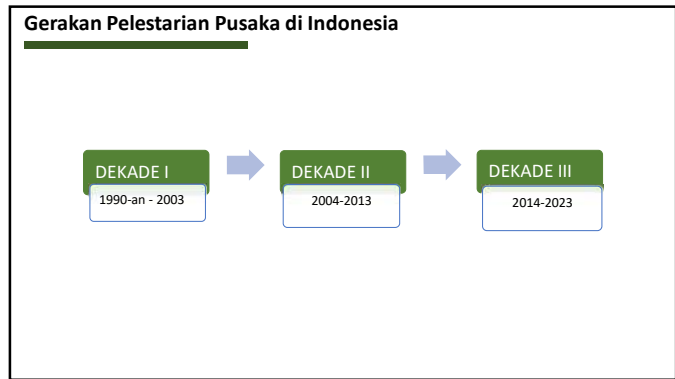 Gerakan Pelestarian Pusaka di Indonesia
DEKADE I
1990-an - 2003
DEKADE II
2004-2013
DEKADE III
2014-2023